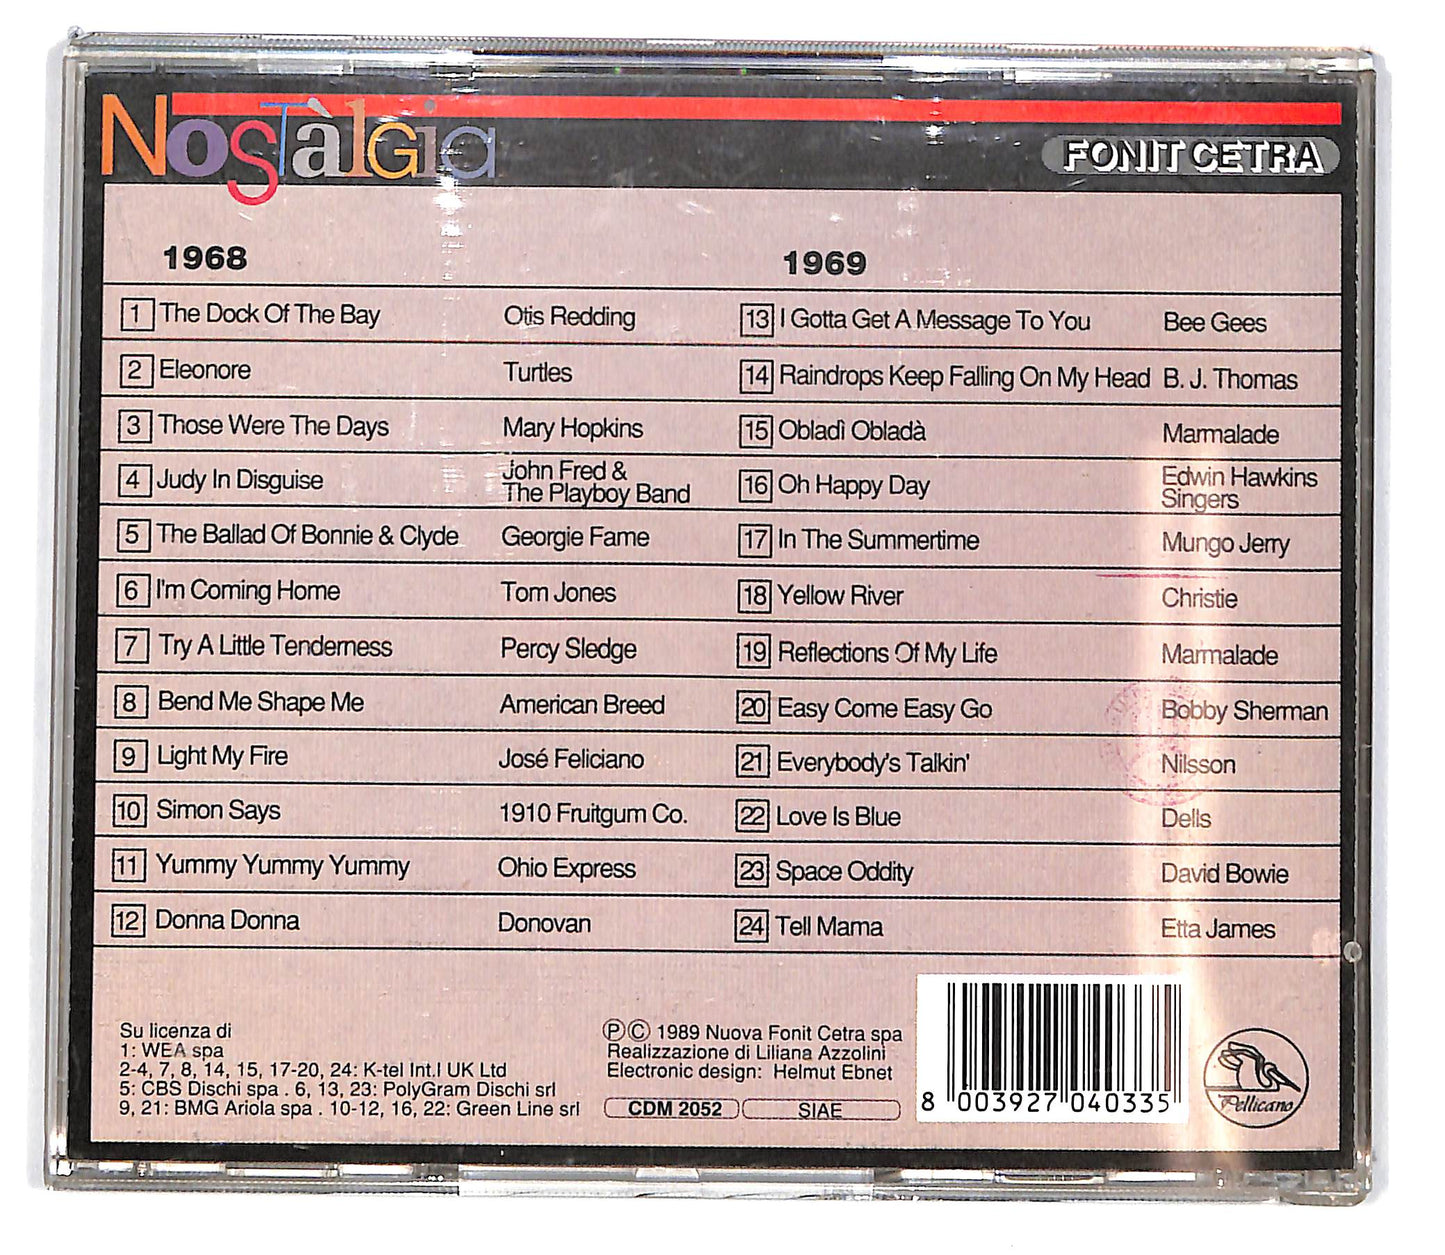 Nostàlgia
FONIT CETRA
1968
1 The Dock Of The Bay Otis Redding
2 Eleonore Turtles
3 Those Were The Days Mary Hopkins
4 Judy In Disguise John Fred &
The Playboy Band
5 The Ballad Of Bonnie & Clyde Georgie Fame
6 I'm Coming Home Tom Jones
7 Try A Little Tenderness Percy Sledge
8 Bend Me Shape Me American Breed
9 Light My Fire José Feliciano
10 Simon Says 1910 Fruitgum Co.
11 Yummy Yummy Yummy Ohio Express
12 Donna Donna Donovan
1969
13 I Gotta Get A Message To You Bee Gees
14 Raindrops Keep Falling On My Head B. J. Thomas
15 Obladì Obladà Marmalade
16 Oh Happy Day Edwin Hawkins
Singers
17 In The Summertime Mungo Jerry
18 Yellow River Christie
19 Reflections Of My Life Marmalade
20 Easy Come Easy Go Bobby Sherman
21 Everybody's Talkin' Nilsson
22 Love Is Blue Dells
23 Space Oddity David Bowie
24 Tell Mama Etta James
Su licenza di
1: WEA spa
2-4, 7, 8, 14, 15, 17-20, 24: K-tel Int.l UK Ltd
5: CBS Dischi spa . 6, 13, 23: PolyGram Dischi srl
9, 21: BMG Ariola spa . 10-12, 16, 22: Green Line srl
Ⓟ© 1989 Nuova Fonit Cetra spa
Realizzazione di Liliana Azzolini
Electronic design: Helmut Ebnet
CDM 2052 SIAE
8 003927 040335
Pellicano